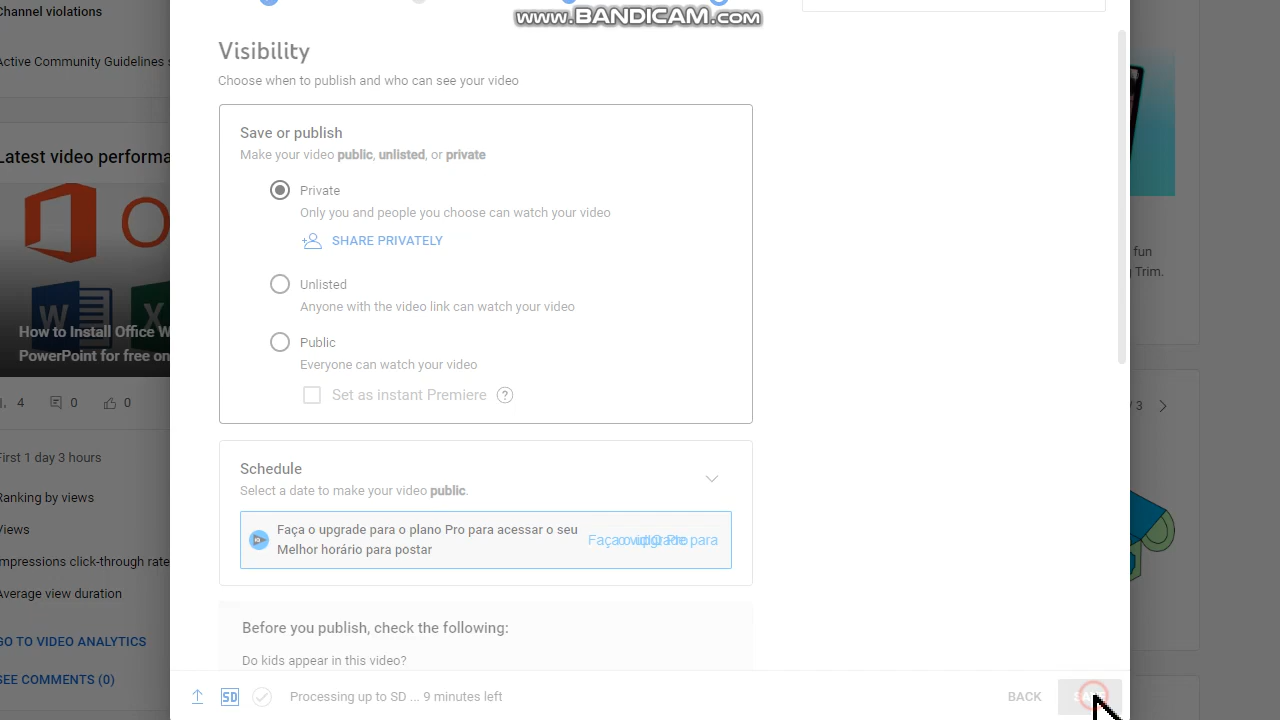 www.BANDICAM.com
Channel violations
Active Community Guidelines s
Latest video performa
How to Install Office W
PowerPoint for free on
4 0 0
First 1 day 3 hours
Ranking by views
Views
Impressions click-through rate
Average view duration
GO TO VIDEO ANALYTICS
SEE COMMENTS (0)
Visibility
Choose when to publish and who can see your video
Save or publish
Make your video public, unlisted, or private
Private
Only you and people you choose can watch your video
SHARE PRIVATELY
Unlisted
Anyone with the video link can watch your video
Public
Everyone can watch your video
Set as instant Premiere ?
Schedule
Select a date to make your video public.
Faça o upgrade para o plano Pro para acessar o seu
Melhor horário para postar
Before you publish, check the following:
Do kids appear in this video?
SD Processing up to SD ... 9 minutes left
BACK
fun
g Trim.
/ 3